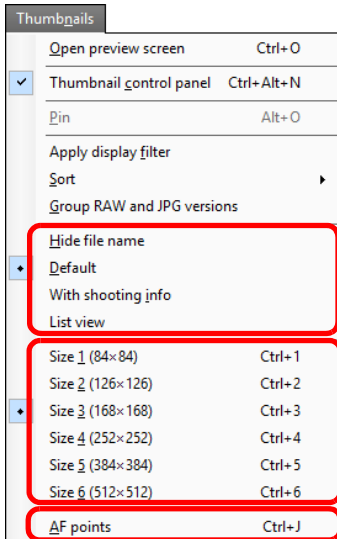 Thumbnails
Open preview screen Ctrl+O
Thumbnail control panel Ctrl+Alt+N
Pin Alt+O
Apply display filter
Sort
Group RAW and JPG versions
Hide file name
Default
With shooting info
List view
Size 1 (84×84) Ctrl+1
Size 2 (126×126) Ctrl+2
Size 3 (168×168) Ctrl+3
Size 4 (252×252) Ctrl+4
Size 5 (384×384) Ctrl+5
Size 6 (512×512) Ctrl+6
AF points Ctrl+J